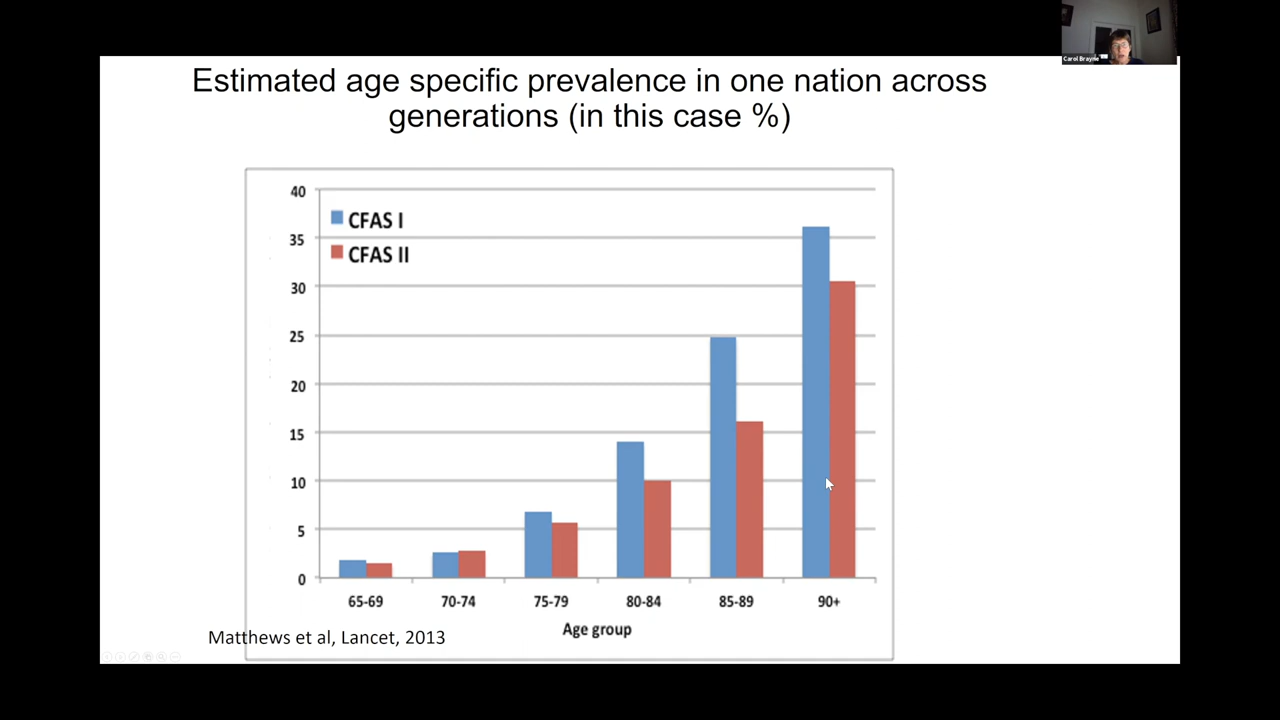 Carol Brayne
Estimated age specific prevalence in one nation across
generations (in this case %)
40
35
30
25
20
15
10
5
0
CFAS I
CFAS II
65-69
70-74
75-79
80-84
85-89
90+
Age group
Matthews et al, Lancet, 2013